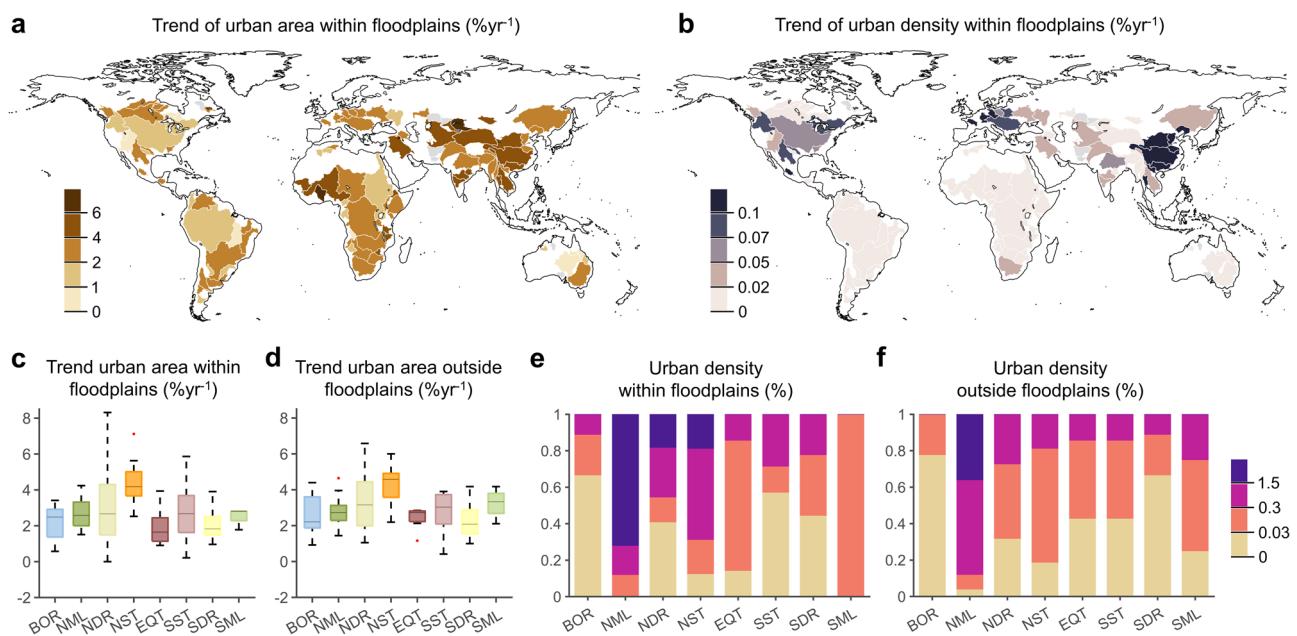 a
Trend of urban area within floodplains (%yr-1)
b
Trend of urban density within floodplains (%yr-1)
6
4
2
1
0
0.1
0.07
0.05
0.02
0
c
Trend urban area within
floodplains (%yr-1)
d
Trend urban area outside
floodplains (%yr-1)
e
Urban density
within floodplains (%)
f
Urban density
outside floodplains (%)
8
6
4
2
0
-2
BOR NML NDR NST EQT SST SDR SML
8
6
4
2
0
-2
BOR NML NDR NST EQT SST SDR SML
1
0.8
0.6
0.4
0.2
0
BOR NML NDR NST EQT SST SDR SML
1
0.8
0.6
0.4
0.2
0
BOR NML NDR NST EQT SST SDR SML
1.5
0.03
0